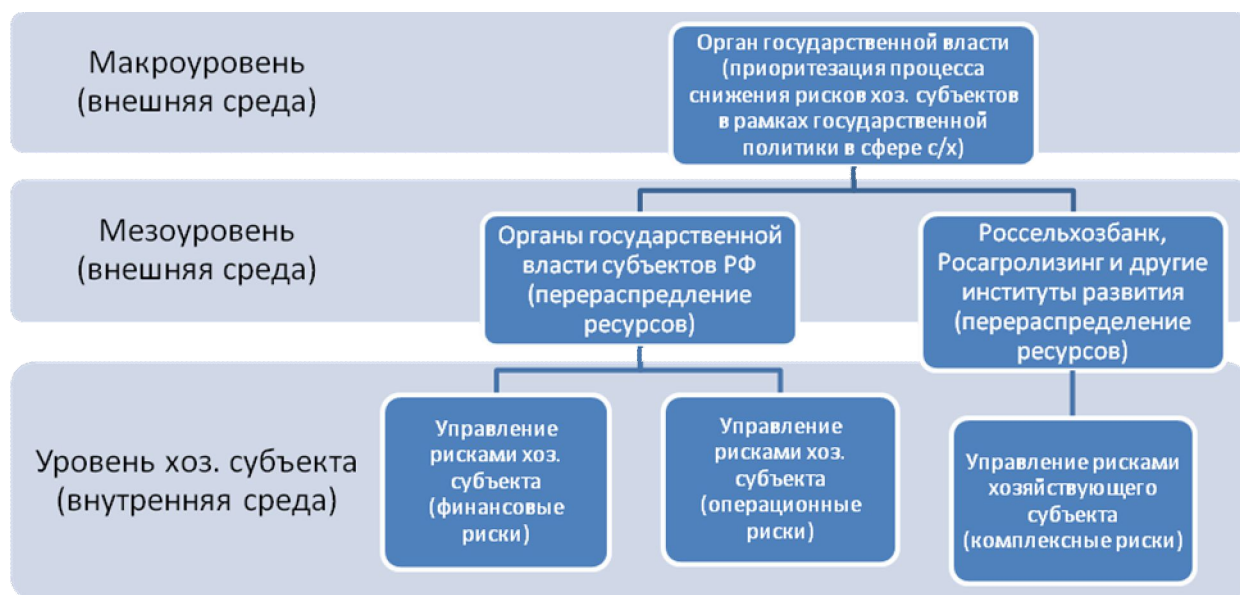 Макроуровень
(внешняя среда)
Орган государственной власти
(приоритезация процесса
снижения рисков хоз. субъектов
в рамках государственной
политики в сфере с/х)
Мезоуровень
(внешняя среда)
Органы государственной
власти субъектов РФ
(перераспредление
ресурсов)
Россельхозбанк,
Росагролизинг и другие
институты развития
(перераспределение
ресурсов)
Уровень хоз. субъекта
(внутренняя среда)
Управление
рисками хоз.
субъекта
(финансовые
риски)
Управление
рисками хоз.
субъекта
(операционные
риски)
Управление рисками
хозяйствующего
субъекта
(комплексные риски)